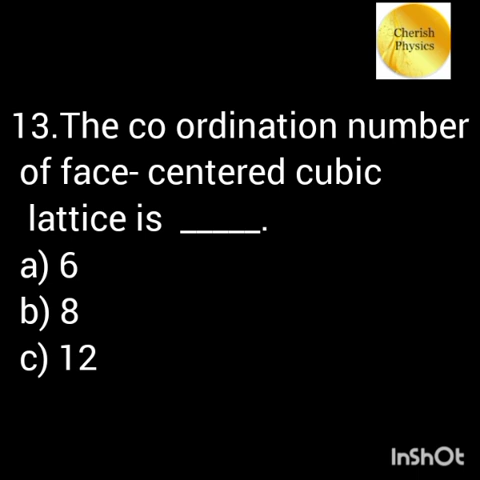 Cherish
Physics
13.The co ordination number
of face- centered cubic
lattice is _____.
a) 6
b) 8
c) 12
InShOt